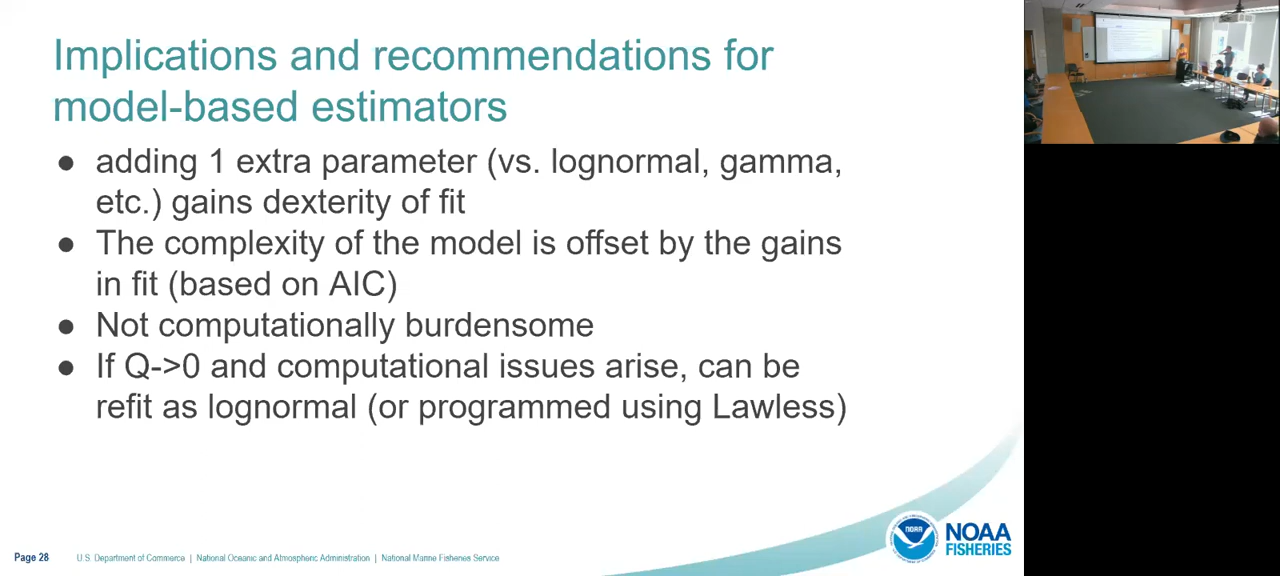 Implications and recommendations for
model-based estimators
● adding 1 extra parameter (vs. lognormal, gamma,
etc.) gains dexterity of fit
● The complexity of the model is offset by the gains
in fit (based on AIC)
● Not computationally burdensome
● If Q->0 and computational issues arise, can be
refit as lognormal (or programmed using Lawless)
NOAA
NOAA
FISHERIES
Page 28 U.S. Department of Commerce | National Oceanic and Atmospheric Administration | National Marine Fisheries Service